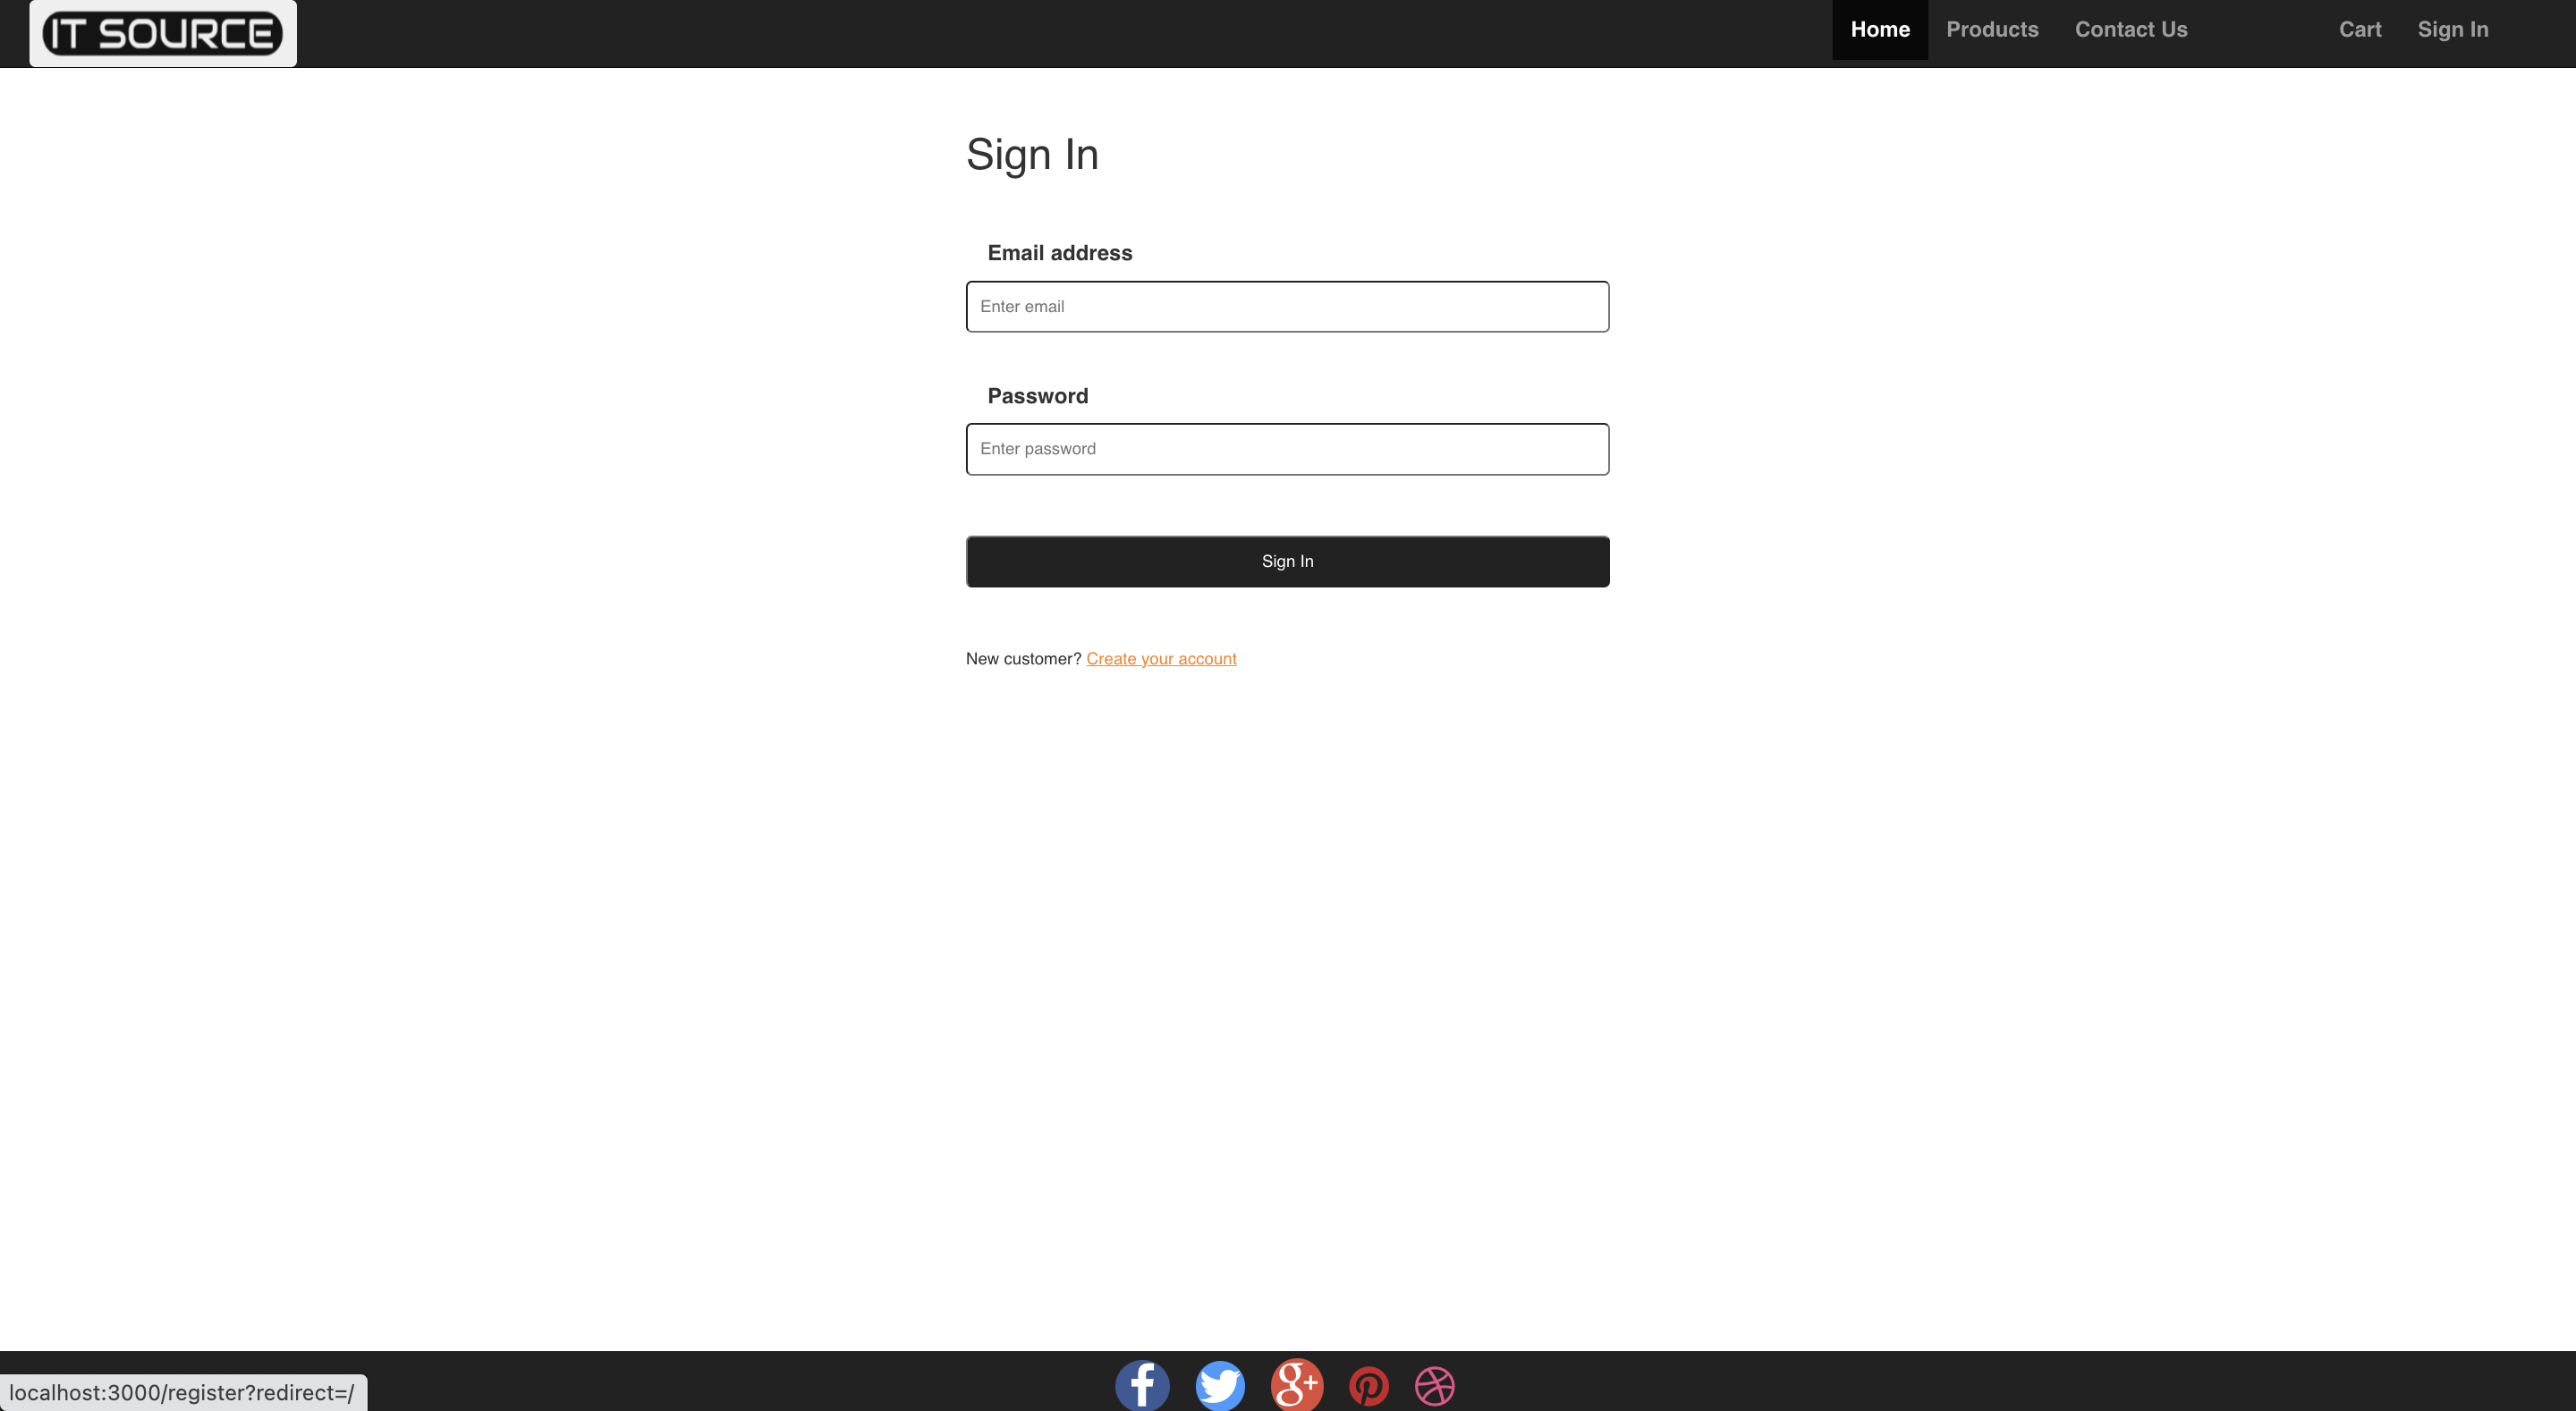 IT SOURCE
Home Products Contact Us Cart Sign In
Sign In
Email address
Enter email
Password
Enter password
Sign In
New customer? Create your account
localhost:3000/register?redirect=/